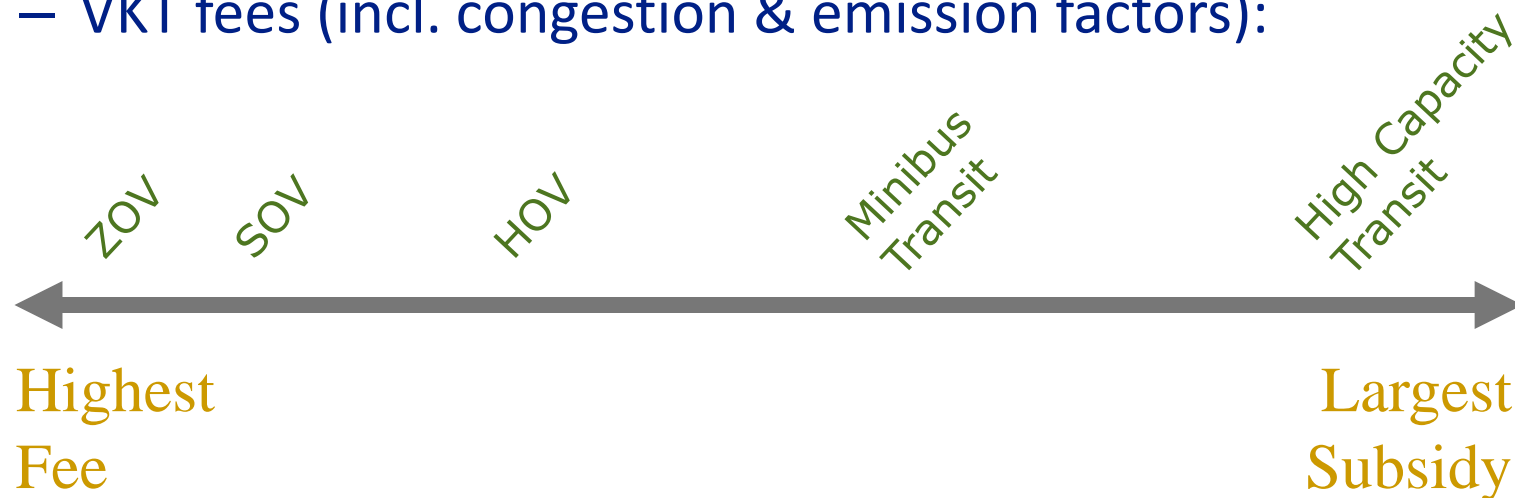 – VKT fees (incl. congestion & emission factors):
ZOV
SOV
HOV
Minibus
Transit
High Capacity
Transit
Highest
Fee
Largest
Subsidy